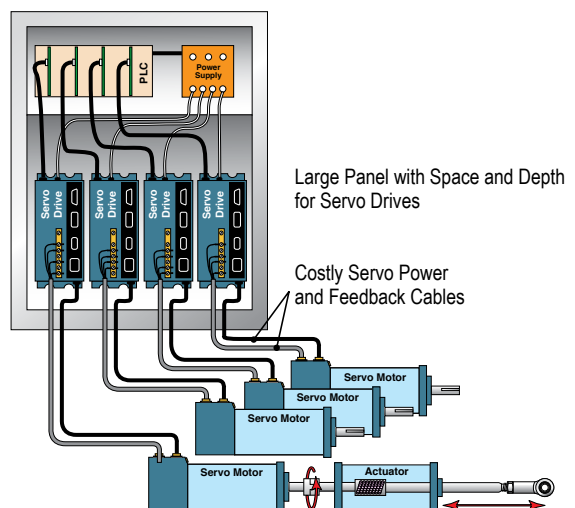 PLC
Power
Supply
Servo
Drive
Servo
Drive
Servo
Drive
Servo
Drive
Large Panel with Space and Depth
for Servo Drives
Costly Servo Power
and Feedback Cables
Servo Motor
Servo Motor
Servo Motor
Servo Motor
Actuator